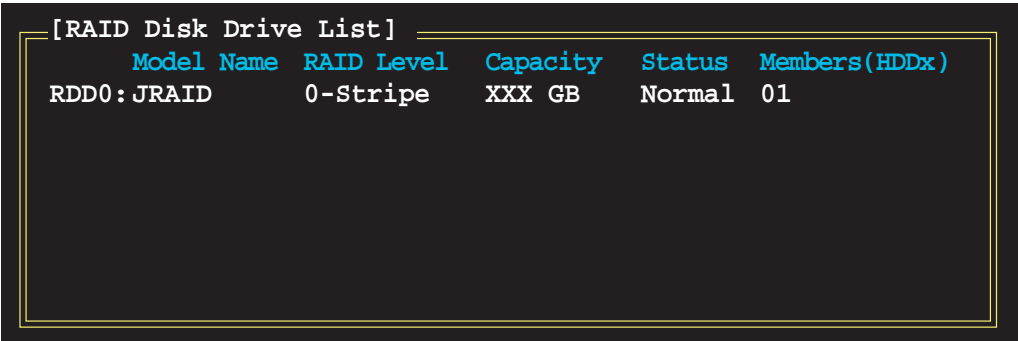 [RAID Disk Drive List]
Model Name RAID Level Capacity Status Members(HDDx)
RDD0: JRAID 0-Stripe XXX GB Normal 01